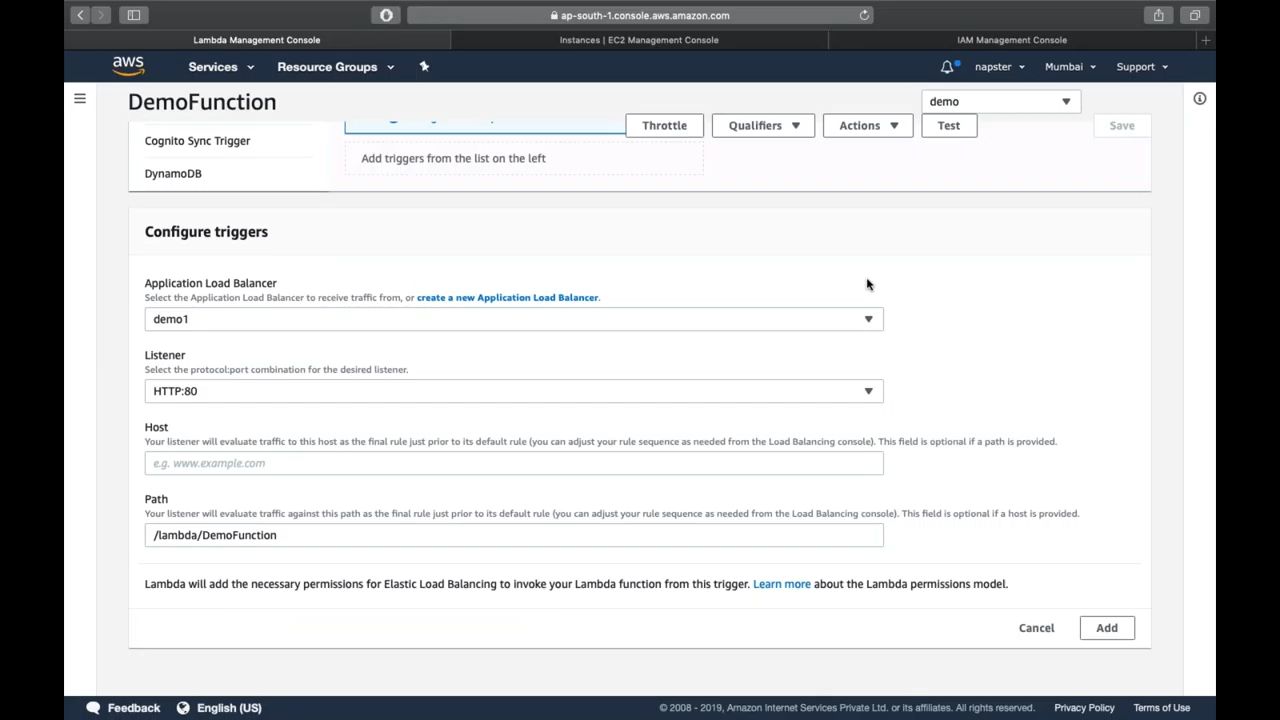 ap-south-1.console.aws.amazon.com
Lambda Management Console
Instances | EC2 Management Console
IAM Management Console
aws
Services
Resource Groups
napster
Mumbai
Support
DemoFunction
demo
Throttle
Qualifiers
Actions
Test
Save
Cognito Sync Trigger
Add triggers from the list on the left
DynamoDB
Configure triggers
Application Load Balancer
Select the Application Load Balancer to receive traffic from, or create a new Application Load Balancer.
demo1
Listener
Select the protocol:port combination for the desired listener.
HTTP:80
Host
Your listener will evaluate traffic to this host as the final rule just prior to its default rule (you can adjust your rule sequence as needed from the Load Balancing console). This field is optional if a path is provided.
e.g. www.example.com
Path
Your listener will evaluate traffic against this path as the final rule just prior to its default rule (you can adjust your rule sequence as needed from the Load Balancing console). This field is optional if a host is provided.
/lambda/DemoFunction
Lambda will add the necessary permissions for Elastic Load Balancing to invoke your Lambda function from this trigger. Learn more about the Lambda permissions model.
Cancel
Add
Feedback
English (US)
© 2008 - 2019, Amazon Internet Services Private Ltd. or its affiliates. All rights reserved.
Privacy Policy
Terms of Use